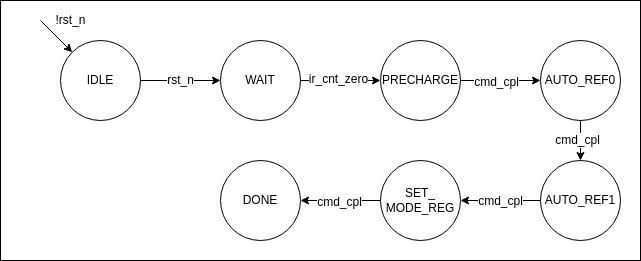 !rst_n
IDLE
rst_n
WAIT
ir_cnt_zero
PRECHARGE
cmd_cpl
AUTO_REF0
cmd_cpl
DONE
cmd_cpl
SET_
MODE_REG
cmd_cpl
AUTO_REF1